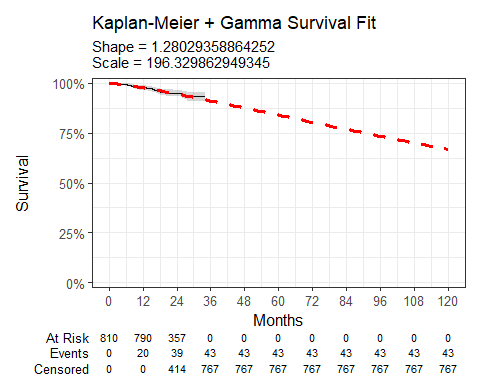 Kaplan-Meier + Gamma Survival Fit
Shape = 1.28029358864252
Scale = 196.329862949345
100%
75%
50%
25%
0%
Survival
0 12 24 36 48 60 72 84 96 108 120
Months
At Risk 810 790 357 0 0 0 0 0 0 0 0
Events 0 20 39 43 43 43 43 43 43 43 43
Censored 0 0 414 767 767 767 767 767 767 767 767